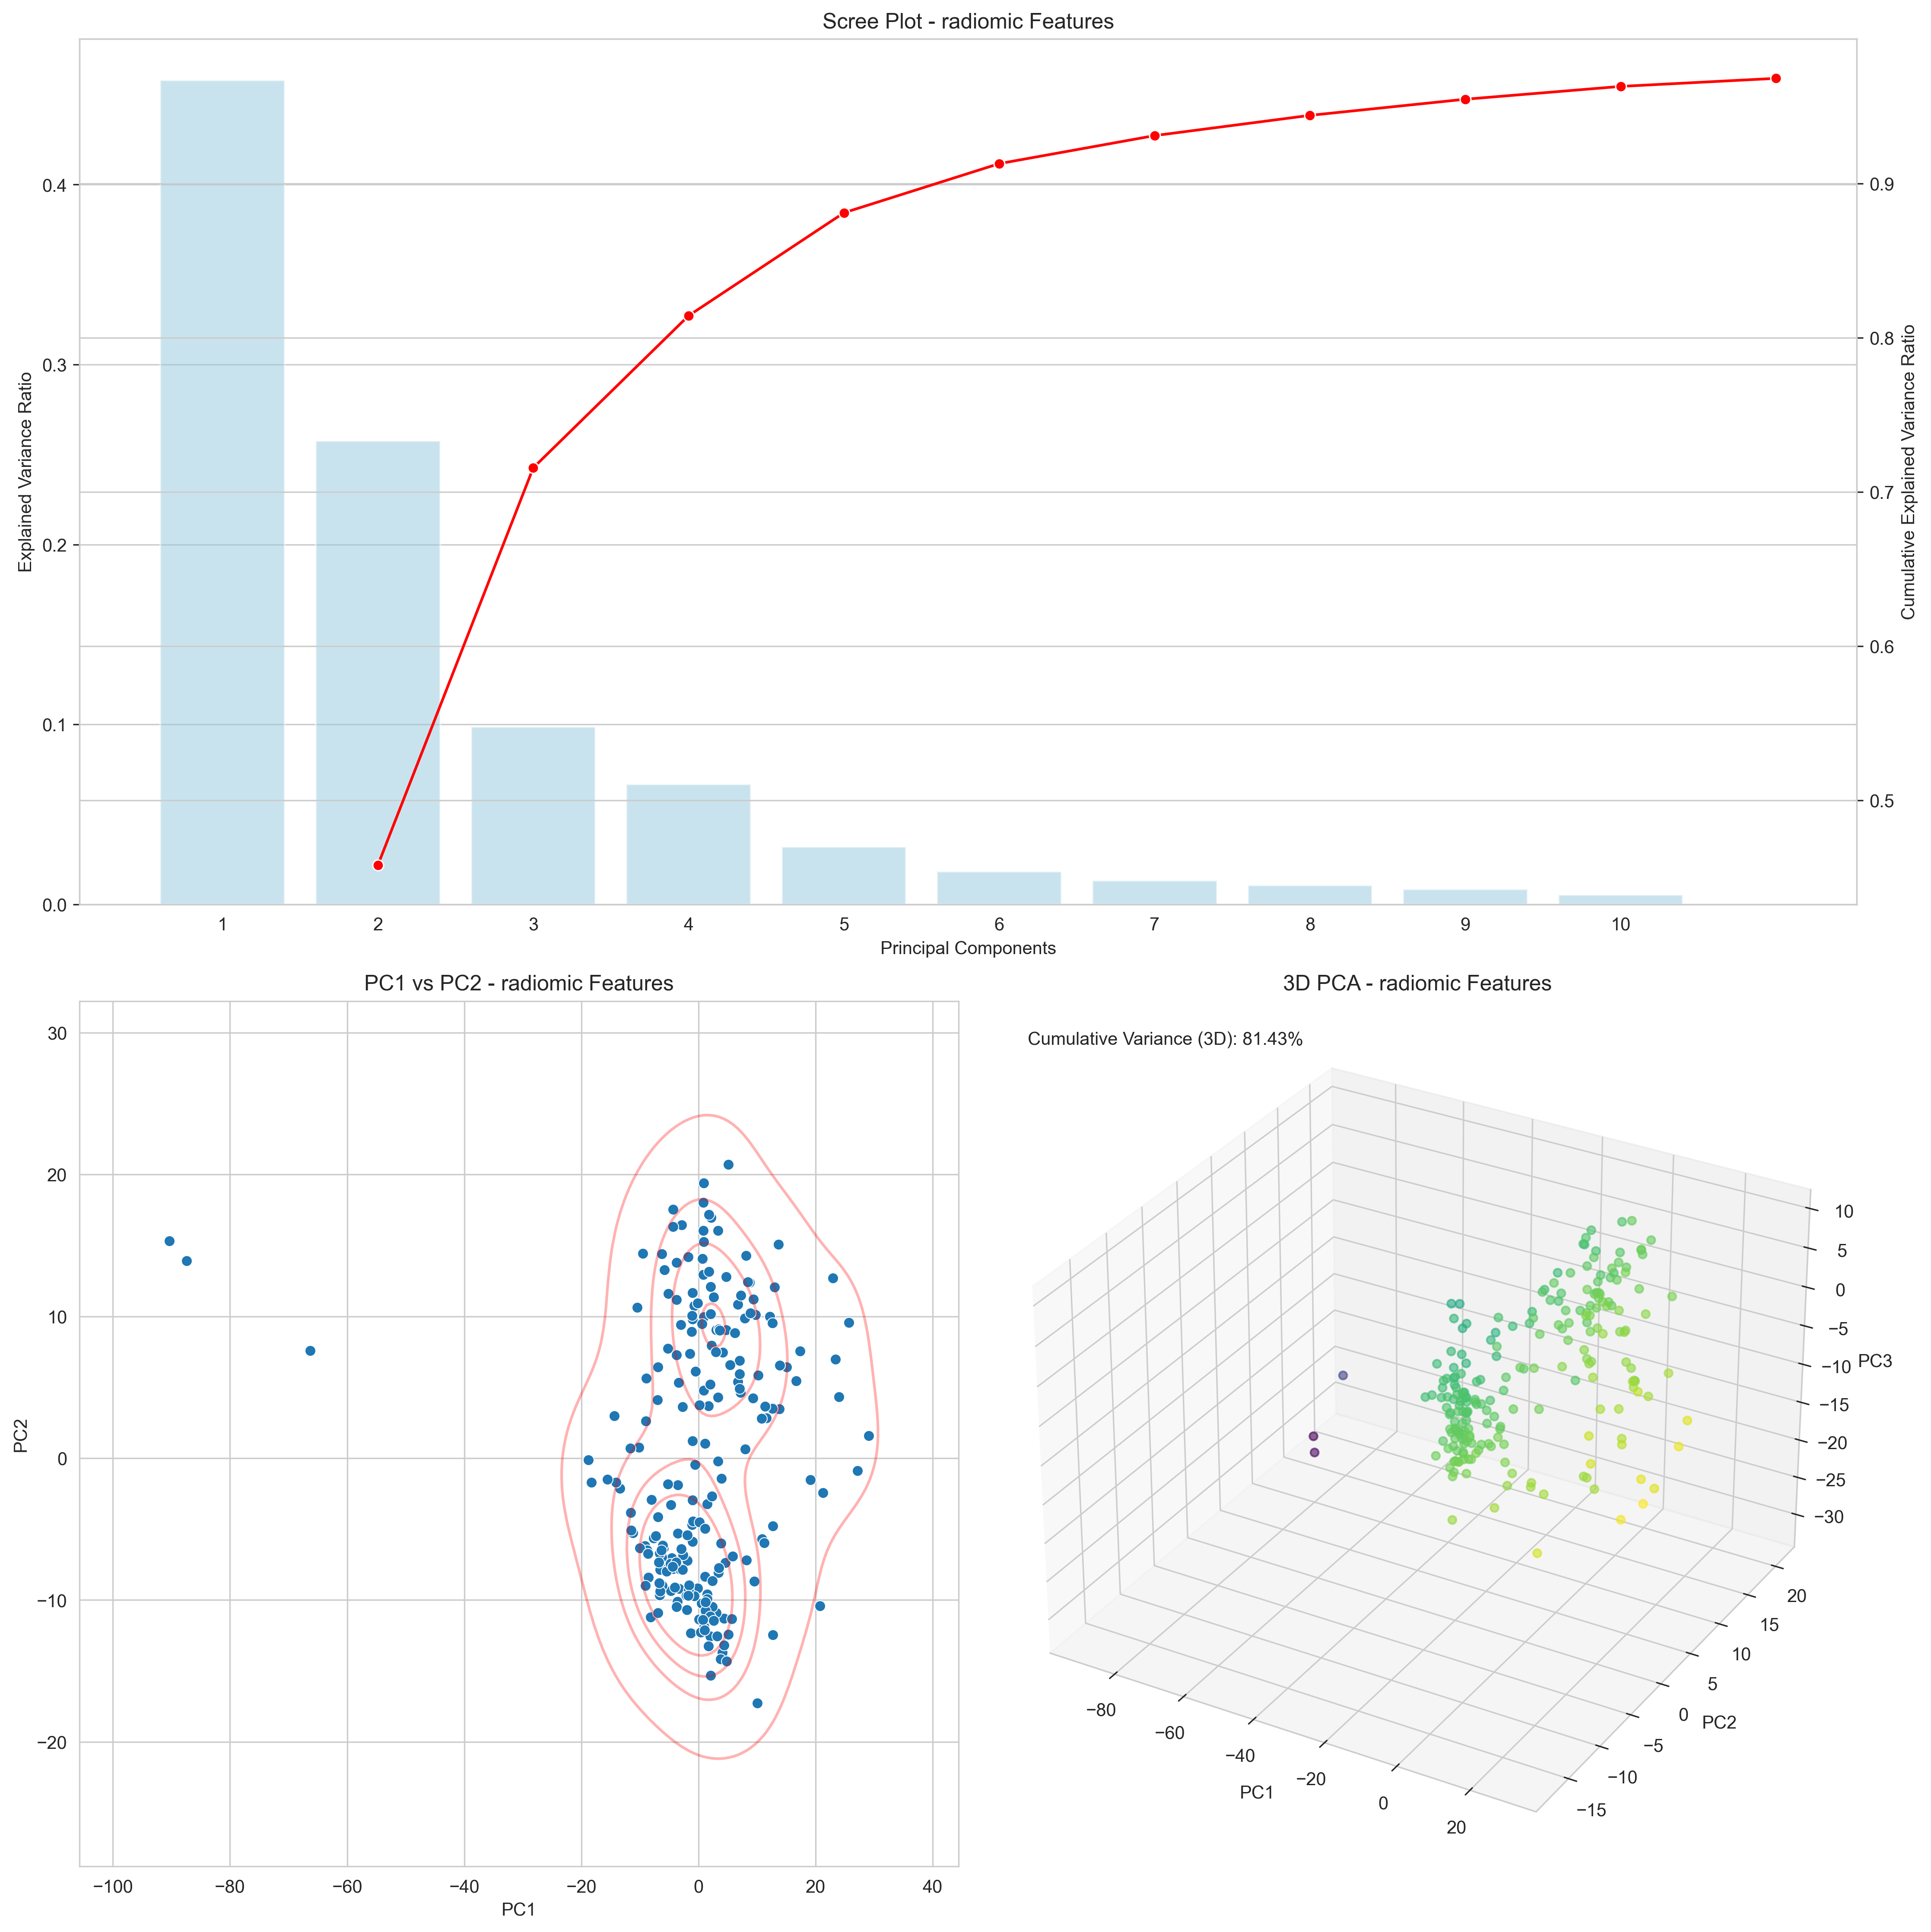 Scree Plot - radiomic Features
0.4
0.3
0.2
0.1
0.0
Explained Variance Ratio
0.9
0.8
0.7
0.6
0.5
Cumulative Explained Variance Ratio
1 2 3 4 5 6 7 8 9 10
Principal Components
PC1 vs PC2 - radiomic Features
30
20
10
0
−10
−20
PC2
−100 −80 −60 −40 −20 0 20 40
PC1
3D PCA - radiomic Features
Cumulative Variance (3D): 81.43%
10
5
0
−5
−10
−15
−20
−25
−30
PC3
20
15
10
5
0
−5
−10
−15
PC2
−80
−60
−40
−20
0
20
PC1